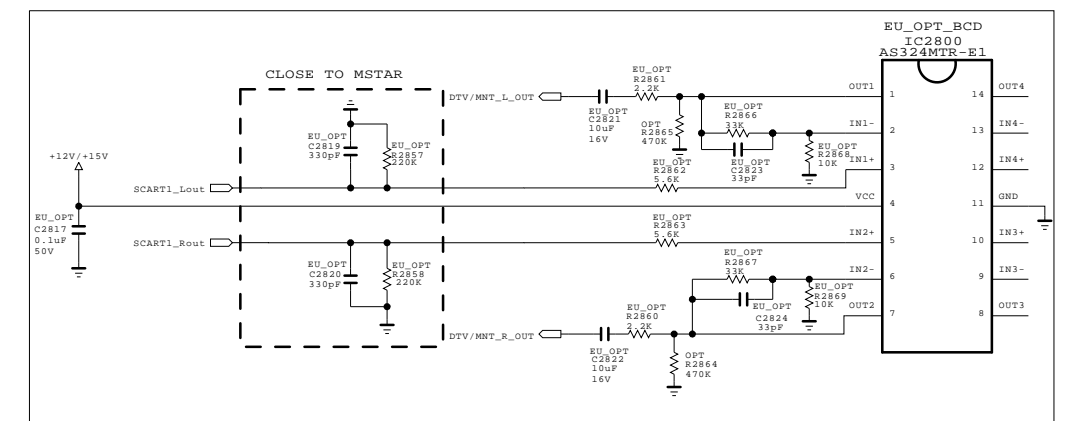 EU_OPT_BCD
IC2800
AS324MTR-E1
CLOSE TO MSTAR
DTV/MNT_L_OUT
EU_OPT
C2821
10uF
16V
EU_OPT
R2861
2.2K
OPT
R2865
470K
EU_OPT
R2866
33K
EU_OPT
C2823
33pF
EU_OPT
R2868
10K
EU_OPT
R2862
5.6K
EU_OPT
C2819
330pF
EU_OPT
R2857
220K
+12V/+15V
SCART1_Lout
EU_OPT
C2817
0.1uF
50V
SCART1_Rout
EU_OPT
R2863
5.6K
EU_OPT
C2820
330pF
EU_OPT
R2858
220K
EU_OPT
R2867
33K
EU_OPT
C2824
33pF
EU_OPT
R2869
10K
DTV/MNT_R_OUT
EU_OPT
C2822
10uF
16V
EU_OPT
R2860
2.2K
OPT
R2864
470K
OUT1 1 14 OUT4
IN1- 2 13 IN4-
IN1+ 3 12 IN4+
VCC 4 11 GND
IN2+ 5 10 IN3+
IN2- 6 9 IN3-
OUT2 7 8 OUT3